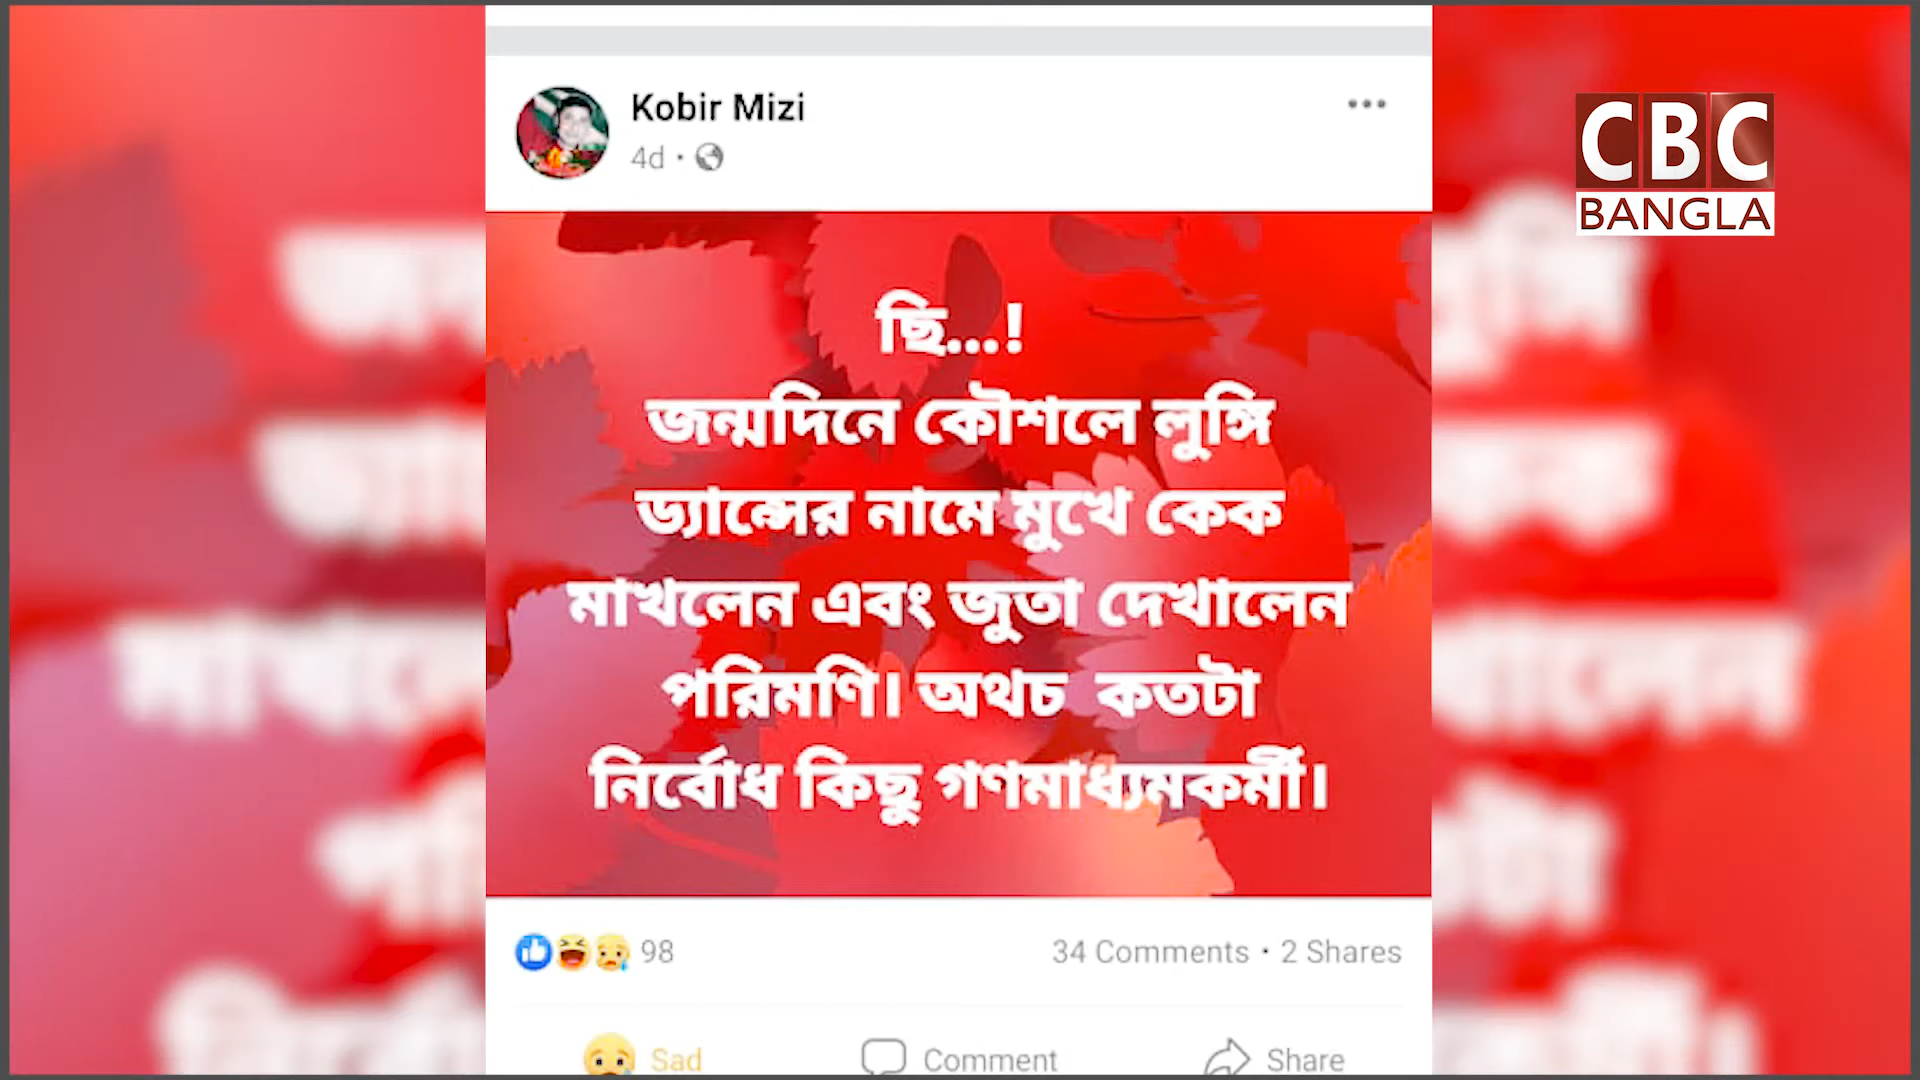 Kobir Mizi
4d
CBC
BANGLA
ছি...!
জন্মদিনে কৌশলে লুঙ্গি
ড্যান্সের নামে মুখে কেক
মাখলেন এবং জুতা দেখালেন
পরিমণি। অথচ কতটা
নির্বোধ কিছু গণমাধ্যমকর্মী।
98
34 Comments • 2 Shares
Sad
Comment
Share